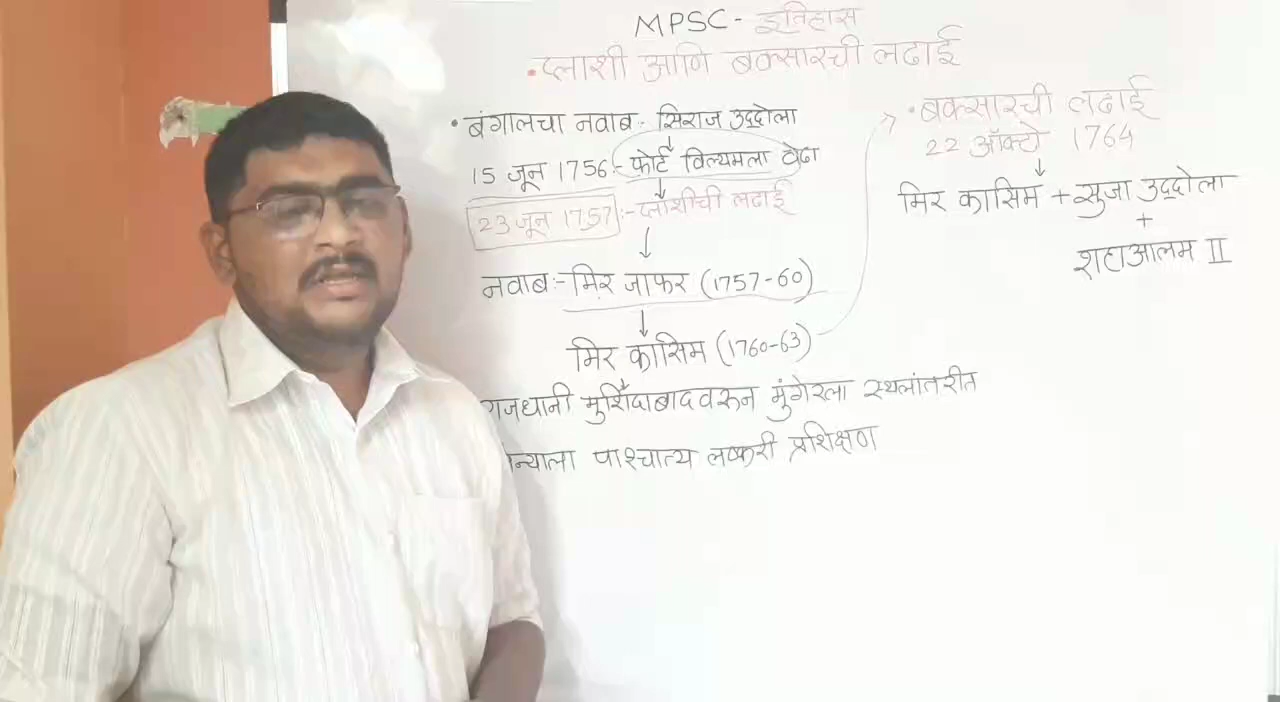 MPSC - इतिहास
• प्लाशी आणि बक्सारची लढाई
• बंगालचा नवाब :- सिराज उद्दोला
15 जून 1756 :- फोर्ट विल्यमला वेढा
23 जून 1757 :- प्लाशीची लढाई
↓
नवाब :- मिर जाफर (1757-60)
↓
मिर कासिम (1760-63)
राजधानी मुर्शिदाबादवरून मुंगेरला स्थलांतरीत
पाश्चात्य लष्करी प्रशिक्षण
• बक्सारची लढाई
22 ऑक्टो 1764
↓
मिर कासिम + सुजा उद्दोला
+
शहाआलम II